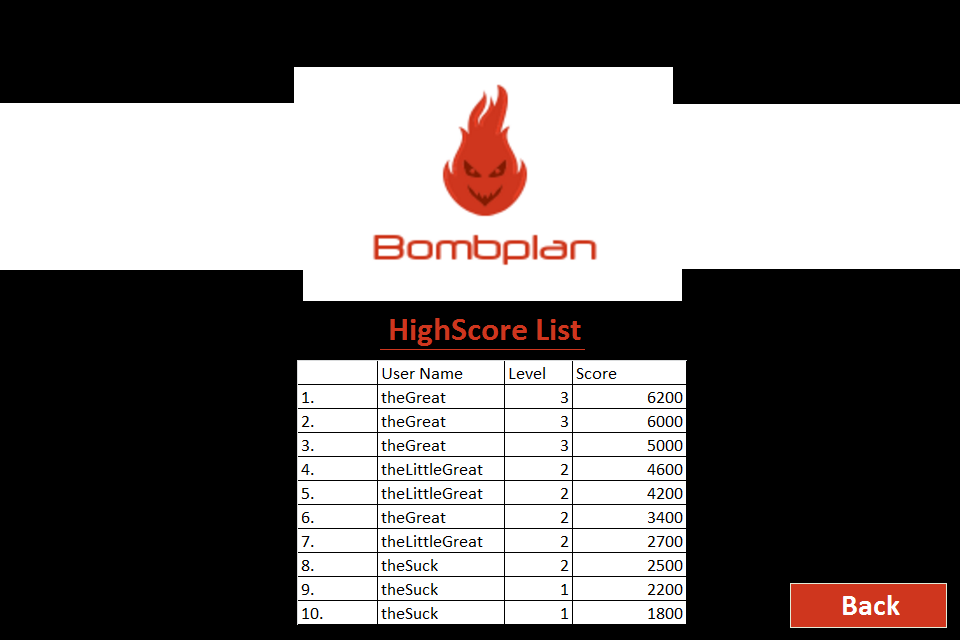 Bombplan
HighScore List
User Name Level Score
1. theGreat 3 6200
2. theGreat 3 6000
3. theGreat 3 5000
4. theLittleGreat 2 4600
5. theLittleGreat 2 4200
6. theGreat 2 3400
7. theLittleGreat 2 2700
8. theSuck 2 2500
9. theSuck 1 2200
10. theSuck 1 1800
Back